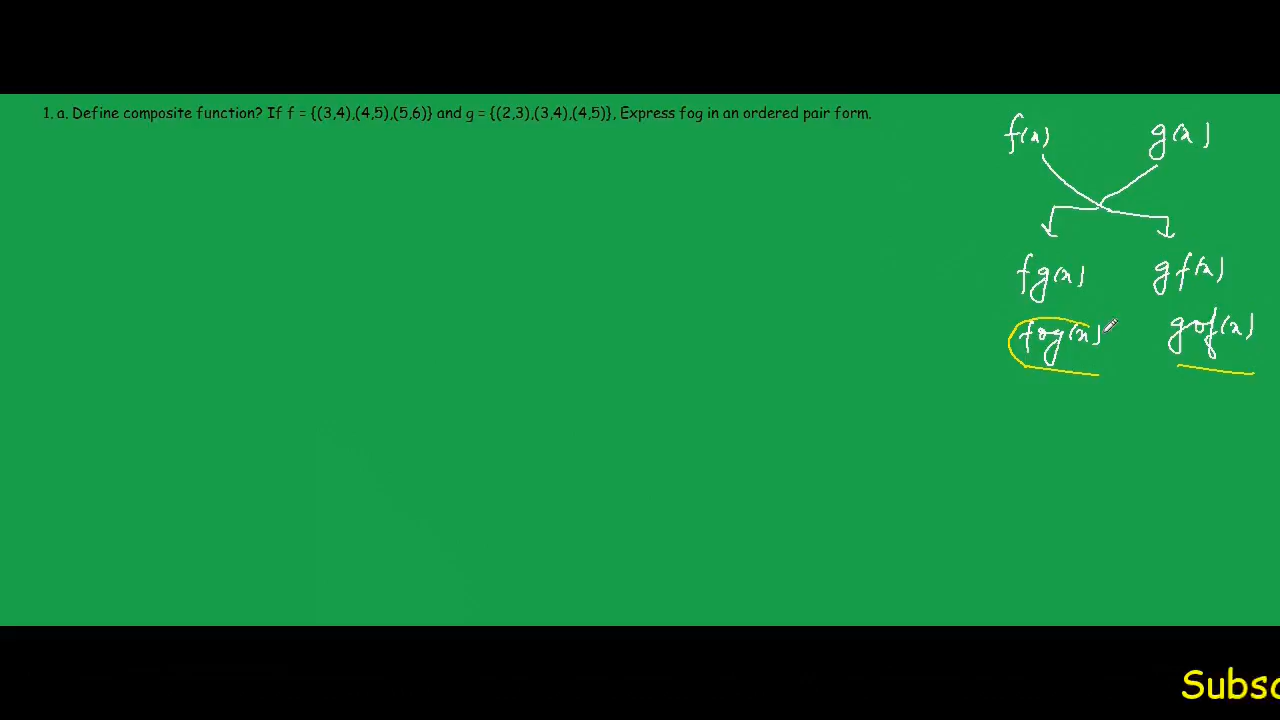 1. a. Define composite function? If f = {(3,4),(4,5),(5,6)} and g = {(2,3),(3,4),(4,5)}, Express fog in an ordered pair form.
f(x) g(x)
fg(x) gf(x)
fog(x) gof(x)
Subsc